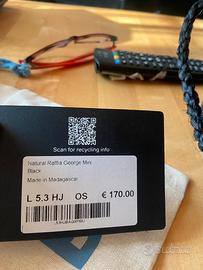 Scan for recycling info
Natural Raffia George Mini
Black
Made in Madagascar
L 5.3 HJ OS € 170.00